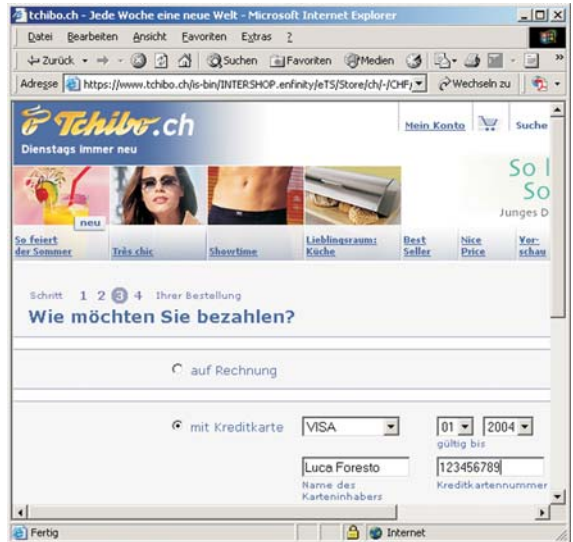 tchibo.ch - Jede Woche eine neue Welt - Microsoft Internet Explorer
Datei Bearbeiten Ansicht Favoriten Extras ?
Zurück Suchen Favoriten Medien
Adresse https://www.tchibo.ch/is-bin/INTERSHOP.enfinity/eTS/Store/ch/-/CHF/ Wechseln zu
Tchibo.ch
Dienstags immer neu
Mein Konto Suche
So l
So
Junges D
neu
So feiert der Sommer Très chic Showtime Lieblingsraum: Küche Best Seller Nice Price Vor-schau
Schritt 1 2 3 4 Ihrer Bestellung
Wie möchten Sie bezahlen?
auf Rechnung
mit Kreditkarte VISA 01 2004
gültig bis
Luca Foresto 123456789
Name des Karteninhabers Kreditkartennummer
Fertig Internet